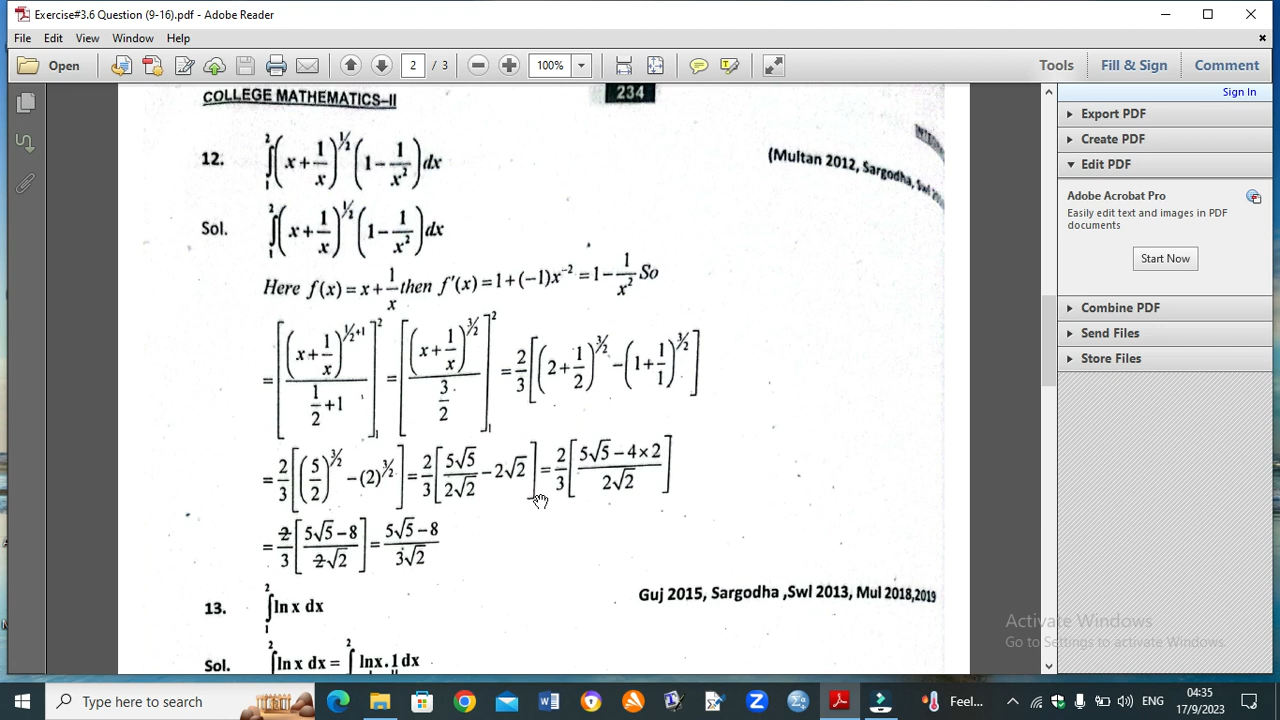 Exercise#3.6 Question (9-16).pdf - Adobe Reader
File Edit View Window Help
Open 2 / 3 100% Tools Fill & Sign Comment
Sign In
Export PDF
Create PDF
Edit PDF
Adobe Acrobat Pro
Easily edit text and images in PDF
documents
Start Now
Combine PDF
Send Files
Store Files
COLLEGE MATHEMATICS–II 234
12. ∫₁²(x + 1/x)^½ (1 − 1/x²) dx (Multan 2012, Sargodha, Swl
Sol. ∫₁²(x + 1/x)^½ (1 − 1/x²) dx
Here f(x) = x + 1/x then f′(x) = 1 + (−1)x⁻² = 1 − 1/x² So
= [(x + 1/x)^(½+1) / (1/2 + 1)]₁² = [(x + 1/x)^(3/2) / (3/2)]₁² = 2/3 [(2 + 1/2)^(3/2) − (1 + 1/1)^(3/2)]
= 2/3 [(5/2)^(3/2) − (2)^(3/2)] = 2/3 [5√5/2√2 − 2√2] = 2/3 [(5√5 − 4 × 2)/2√2]
= 2/3 [(5√5 − 8)/2√2] = (5√5 − 8)/3√2
13. ∫₁² ln x dx Guj 2015, Sargodha ,Swl 2013, Mul 2018,2019
Sol. ∫² ln x dx = ∫² lnx . 1 dx
Activate Windows
Go to Settings to activate Windows.
Type here to search
Feel... ENG 04:35
17/9/2023